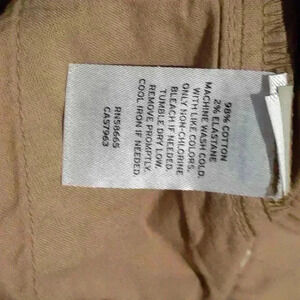 98% COTTON
2% ELASTANE
MACHINE WASH COLD.
WITH LIKE COLORS.
ONLY NON-CHLORINE
BLEACH IF NEEDED.
TUMBLE DRY LOW.
REMOVE PROMPTLY.
COOL IRON IF NEEDED.
RN58665
CA57963